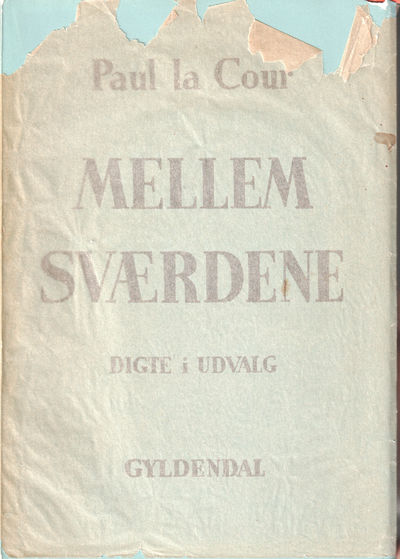 Paul la Cour
MELLEM
SVÆRDENE
DIGTE i UDVALG
GYLDENDAL